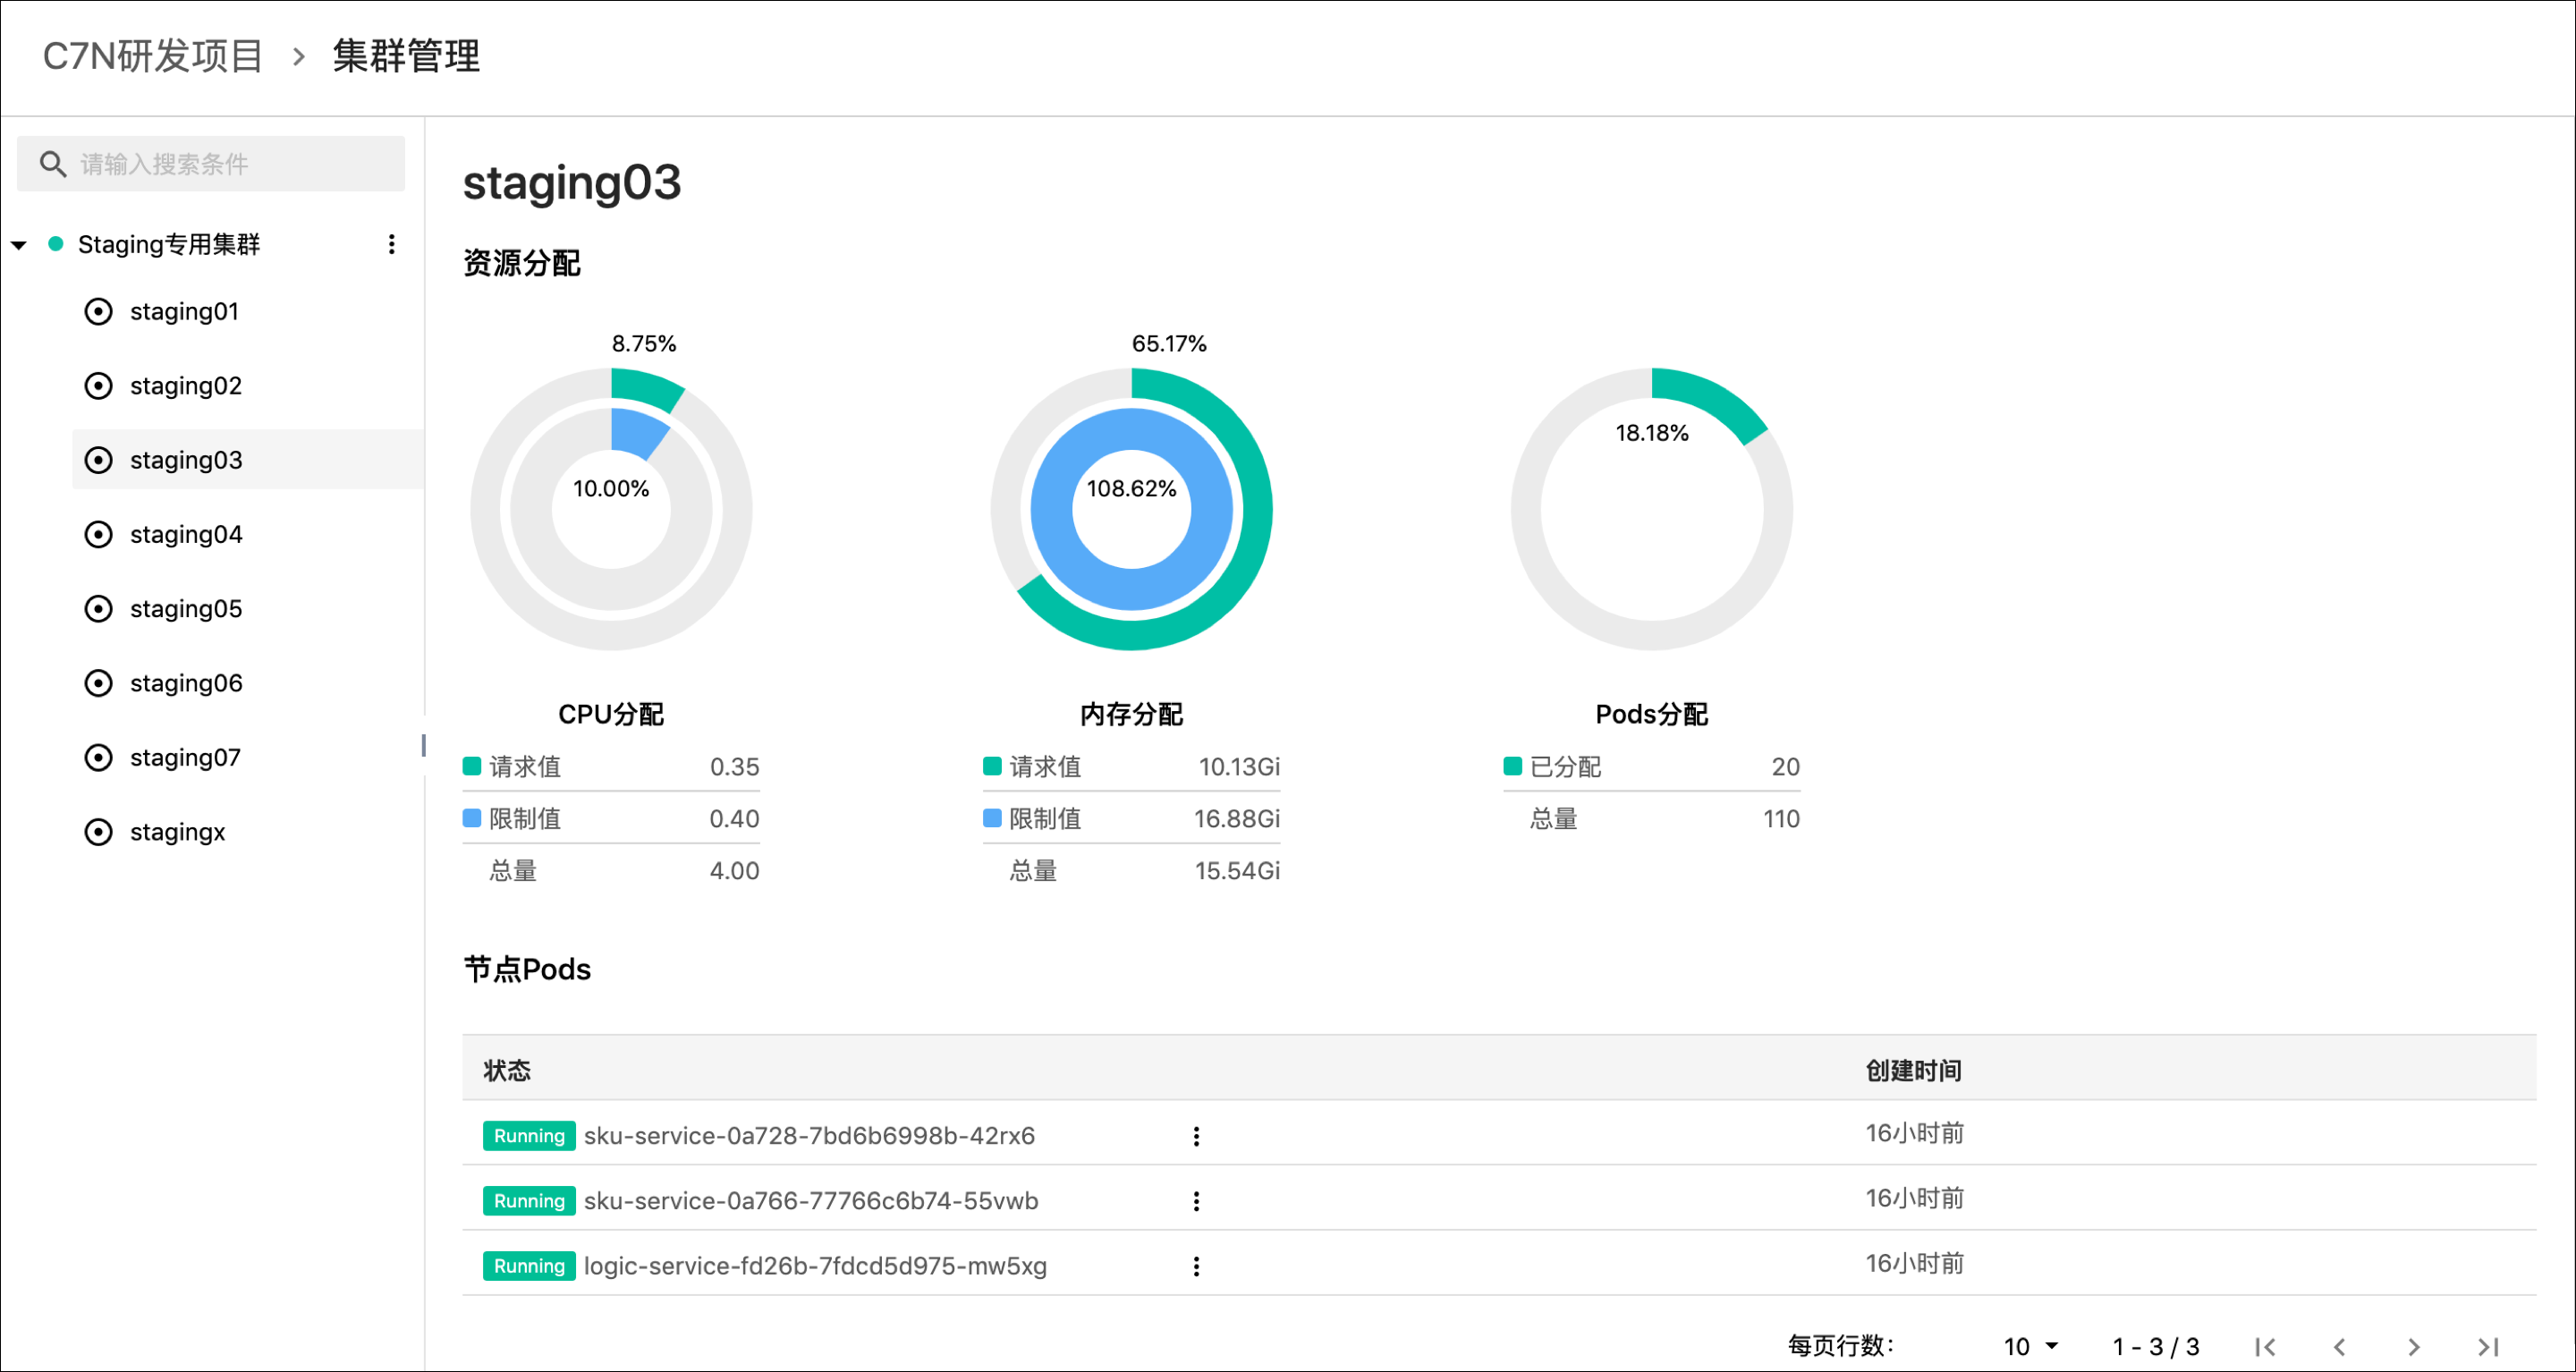 C7N研发项目 > 集群管理
请输入搜索条件
Staging专用集群
staging01
staging02
staging03
staging04
staging05
staging06
staging07
stagingx
staging03
资源分配
8.75%
10.00%
CPU分配
请求值 0.35
限制值 0.40
总量 4.00
65.17%
108.62%
内存分配
请求值 10.13Gi
限制值 16.88Gi
总量 15.54Gi
18.18%
Pods分配
已分配 20
总量 110
节点Pods
状态 创建时间
Running sku-service-0a728-7bd6b6998b-42rx6 16小时前
Running sku-service-0a766-77766c6b74-55vwb 16小时前
Running logic-service-fd26b-7fdcd5d975-mw5xg 16小时前
每页行数： 10 1 - 3 / 3